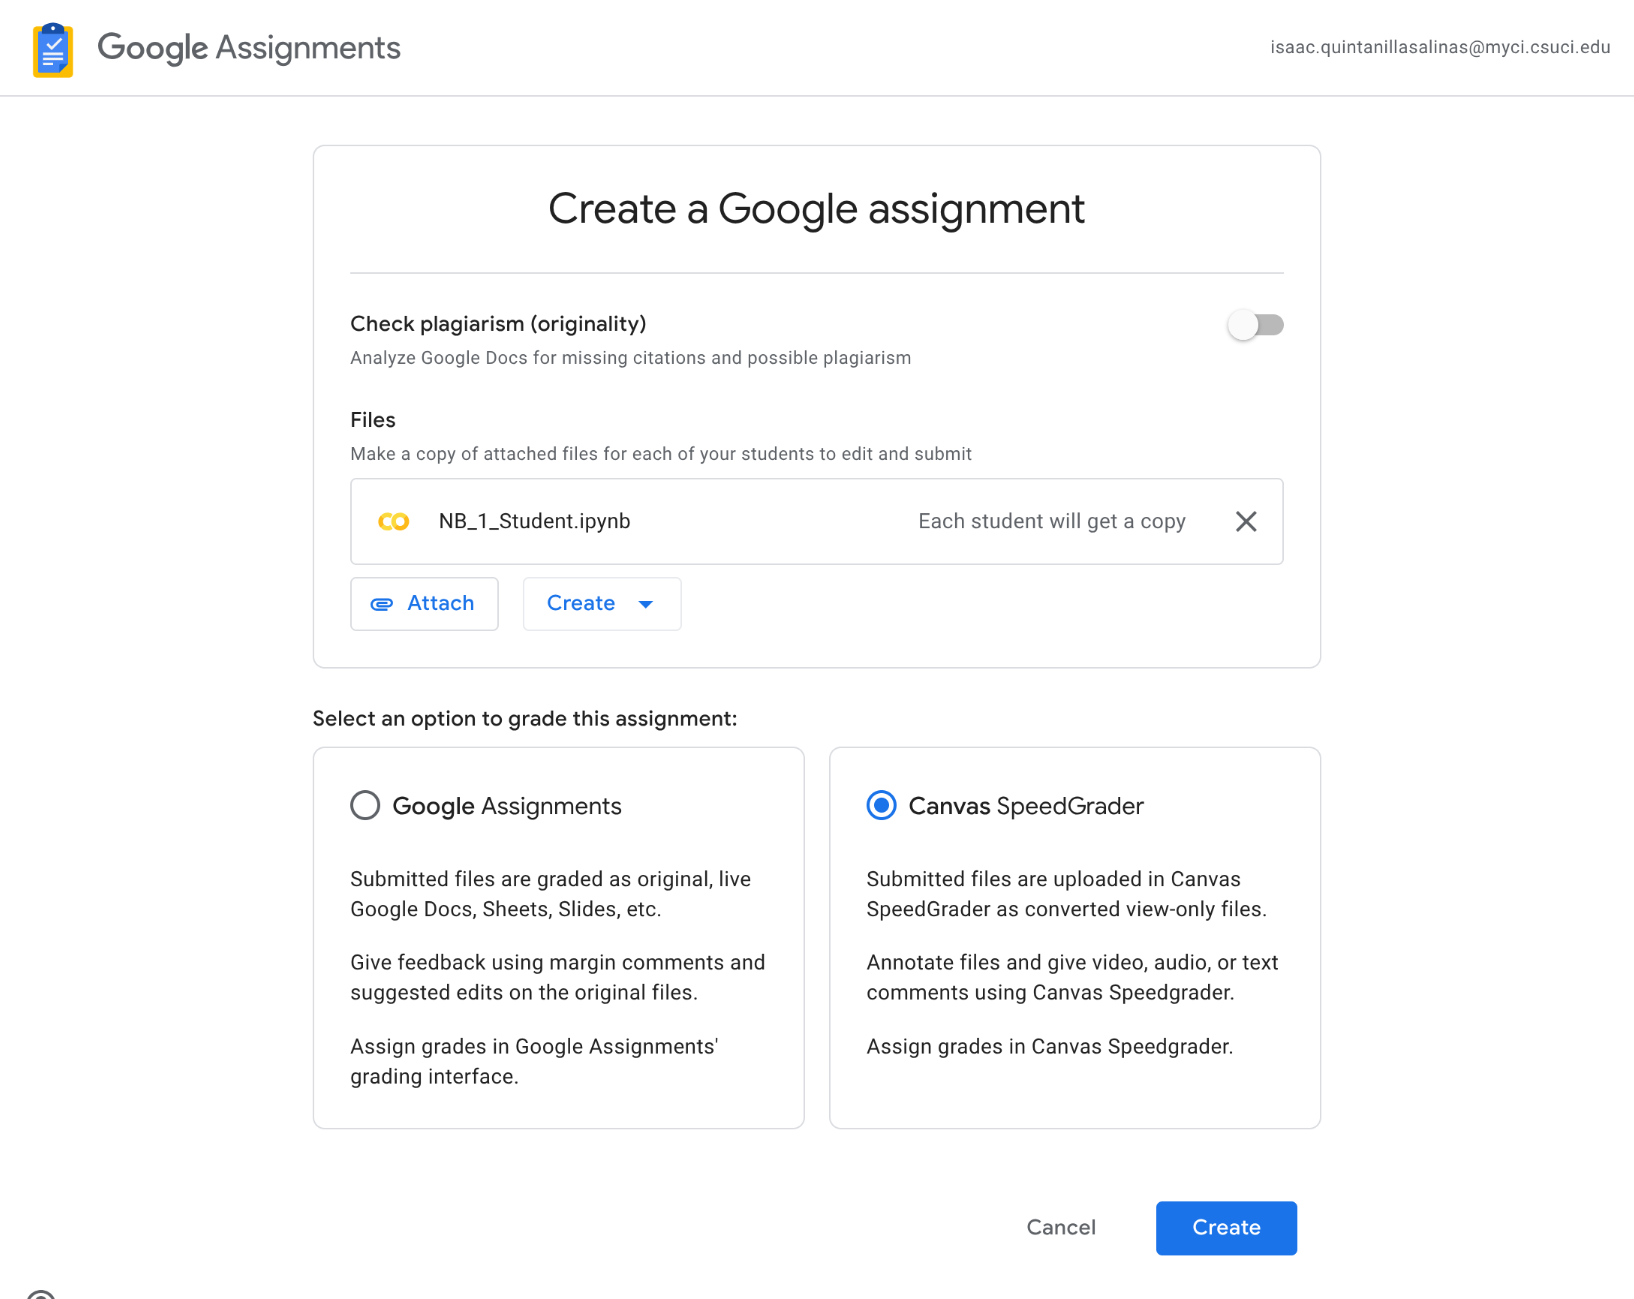 Google Assignments
isaac.quintanillasalinas@myci.csuci.edu
Create a Google assignment
Check plagiarism (originality)
Analyze Google Docs for missing citations and possible plagiarism
Files
Make a copy of attached files for each of your students to edit and submit
NB_1_Student.ipynb
Each student will get a copy
Attach
Create
Select an option to grade this assignment:
Google Assignments
Submitted files are graded as original, live
Google Docs, Sheets, Slides, etc.
Give feedback using margin comments and
suggested edits on the original files.
Assign grades in Google Assignments'
grading interface.
Canvas SpeedGrader
Submitted files are uploaded in Canvas
SpeedGrader as converted view-only files.
Annotate files and give video, audio, or text
comments using Canvas Speedgrader.
Assign grades in Canvas Speedgrader.
Cancel
Create